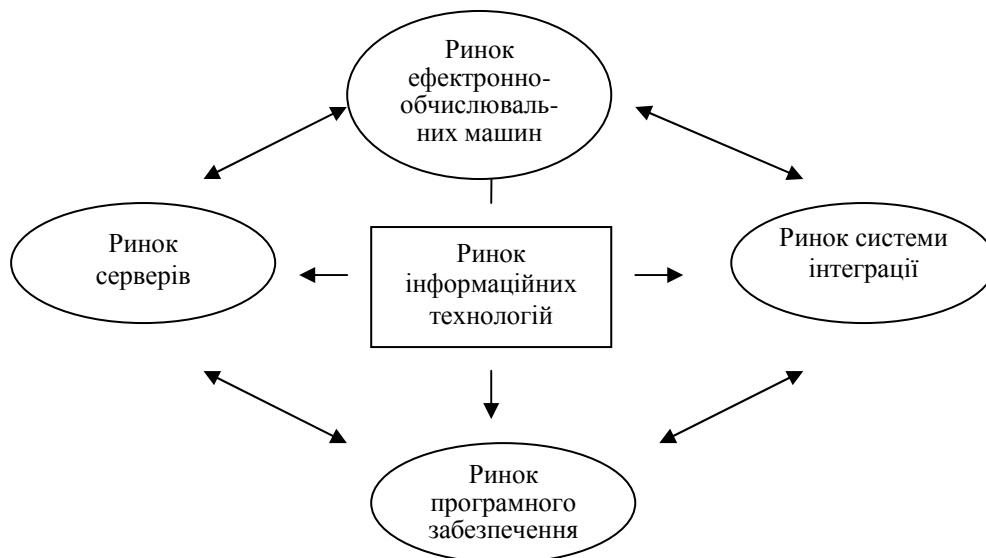 Ринок
ефектронно-
обчислюваль-
них машин
Ринок
серверів
Ринок
інформаційних
технологій
Ринок системи
інтеграції
Ринок
програмного
забезпечення